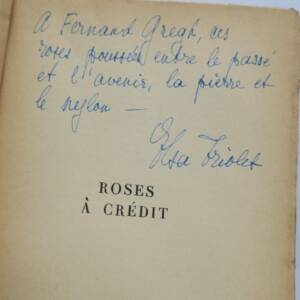 A Fernand Gregh, ces
roses poussées entre le passé
et l'avenir, la pierre et
le nylon —
Elsa Triolet
ROSES
À CRÉDIT